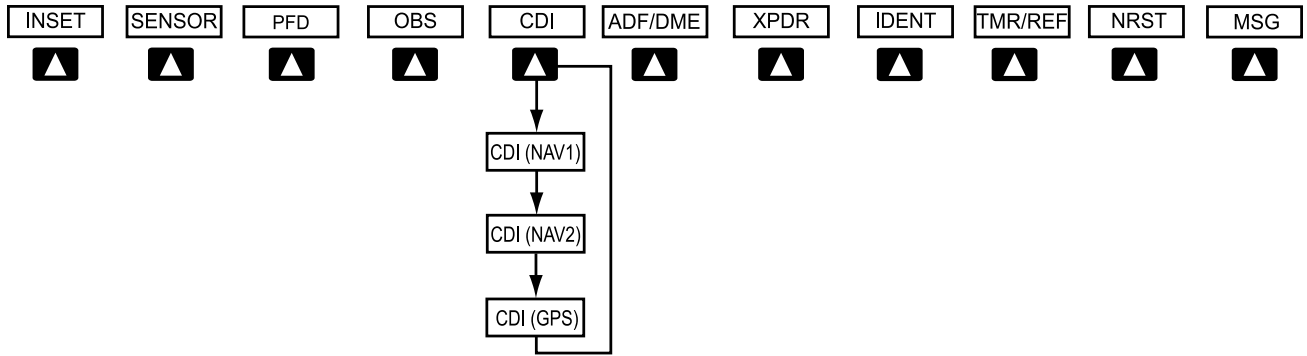 INSET SENSOR PFD OBS CDI ADF/DME XPDR IDENT TMR/REF NRST MSG
CDI (NAV1)
CDI (NAV2)
CDI (GPS)